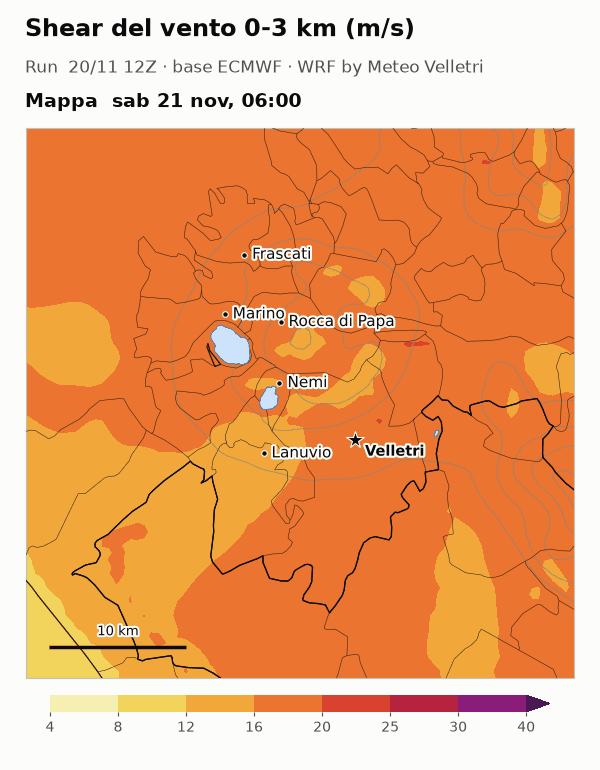 Shear del vento 0-3 km (m/s)
Run  20/11 12Z · base ECMWF · WRF by Meteo Velletri
Mappa  sab 21 nov, 06:00
Frascati
Marino
Rocca di Papa
Nemi
Velletri
Lanuvio
10 km
4 8 12 16 20 25 30 40